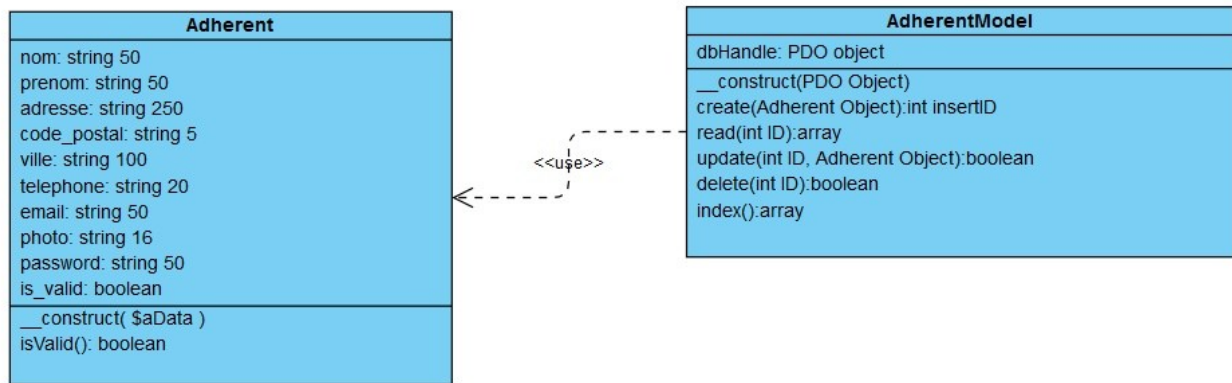 Adherent
nom: string 50
prenom: string 50
adresse: string 250
code_postal: string 5
ville: string 100
telephone: string 20
email: string 50
photo: string 16
password: string 50
is_valid: boolean
__construct( $aData )
isValid(): boolean
<<use>>
AdherentModel
dbHandle: PDO object
__construct(PDO Object)
create(Adherent Object):int insertID
read(int ID):array
update(int ID, Adherent Object):boolean
delete(int ID):boolean
index():array